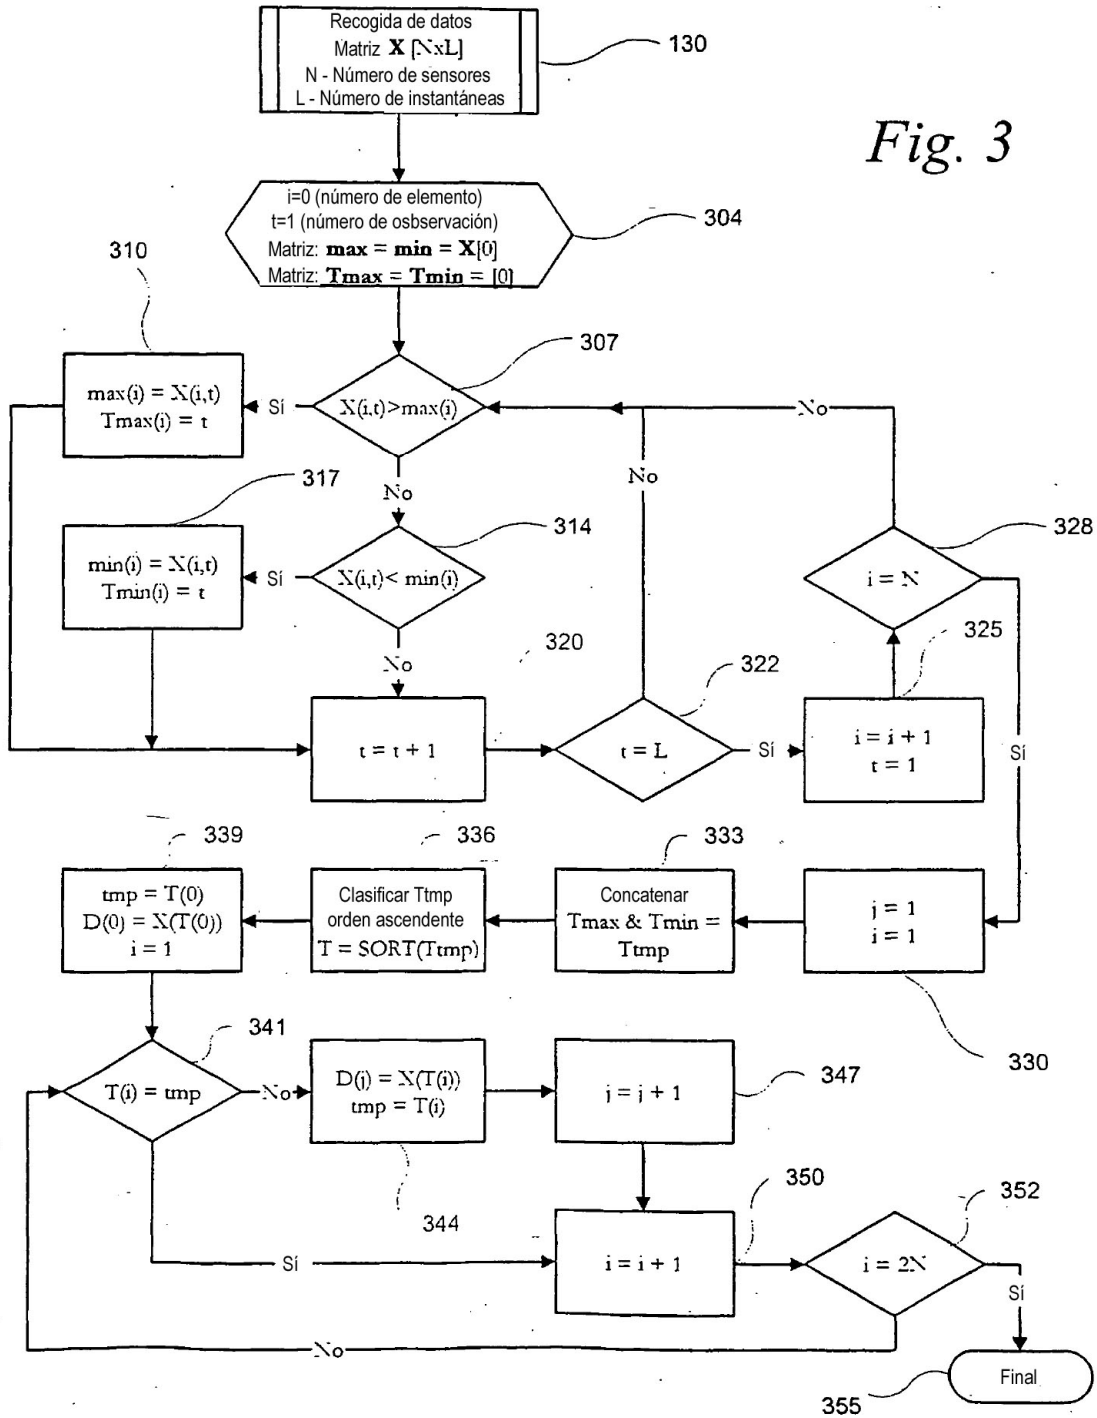 Recogida de datos
Matriz X [NxL]
N - Número de sensores
L - Número de instantáneas
130
Fig. 3
i=0 (número de elemento)
t=1 (número de osbservación)
Matriz: max = min = X[0]
Matriz: Tmax = Tmin = [0]
304
310
307
max(i) = X(i,t)
Tmax(i) = t
Sí
X(i,t)>max(i)
No
No
No
317
314
328
min(i) = X(i,t)
Tmin(i) = t
Sí
X(i,t)< min(i)
i = N
No
320
322
325
t = t + 1
t = L
Sí
i = i + 1
t = 1
Sí
339
336
333
tmp = T(0)
D(0) = X(T(0))
i = 1
Clasificar Ttmp
orden ascendente
T = SORT(Ttmp)
Concatenar
Tmax & Tmin =
Ttmp
j = 1
i = 1
330
341
T(i) = tmp
No
D(j) = X(T(i))
tmp = T(i)
j = j + 1
347
344
350
352
Sí
i = i + 1
i = 2N
Sí
No
Final
355